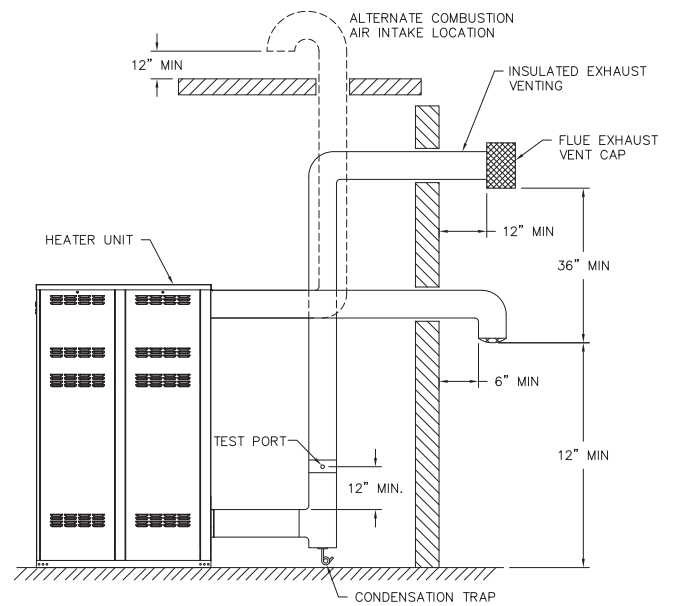 ALTERNATE COMBUSTION
AIR INTAKE LOCATION
12" MIN
INSULATED EXHAUST
VENTING
FLUE EXHAUST
VENT CAP
12" MIN
HEATER UNIT
36" MIN
6" MIN
TEST PORT
12" MIN
12" MIN.
CONDENSATION TRAP